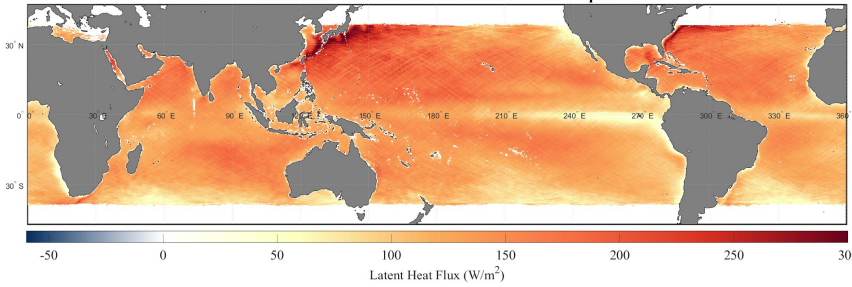 30° N
0° 0° E 30° E 60° E 90° E 120° E 150° E 180° E 210° E 240° E 270° E 300° E 330° E 360° E
30° S
-50 0 50 100 150 200 250 30
Latent Heat Flux (W/m²)